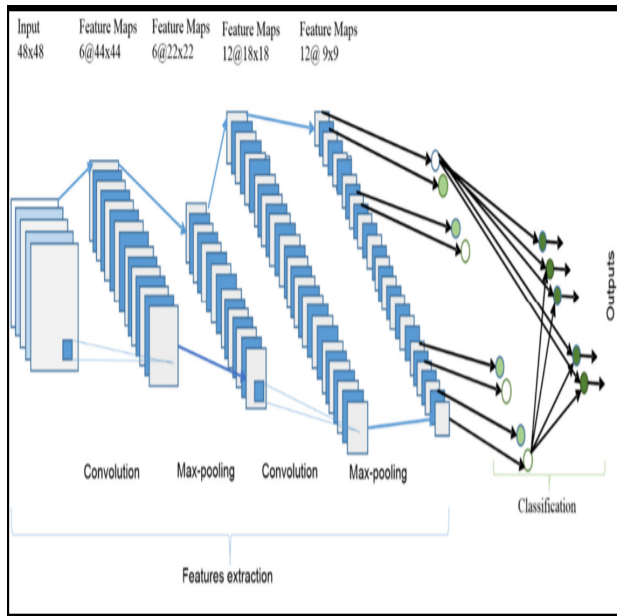 Input
48x48
Feature Maps
6@44x44
Feature Maps
6@22x22
Feature Maps
12@18x18
Feature Maps
12@ 9x9
Outputs
Convolution
Max-pooling
Convolution
Max-pooling
Classification
Features extraction